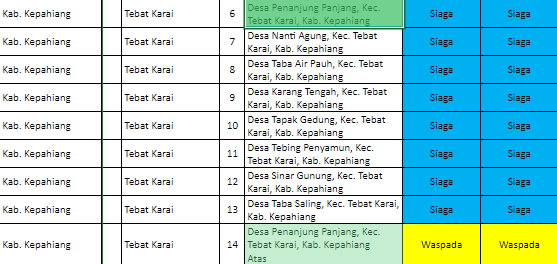 Kab. Kepahiang Tebat Karai 6 Desa Penanjung Panjang, Kec. Siaga Siaga
Tebat Karai, Kab. Kepahiang
Kab. Kepahiang Tebat Karai 7 Desa Nanti Agung, Kec. Tebat Siaga Siaga
Karai, Kab. Kepahiang
Kab. Kepahiang Tebat Karai 8 Desa Taba Air Pauh, Kec. Tebat Siaga Siaga
Karai, Kab. Kepahiang
Kab. Kepahiang Tebat Karai 9 Desa Karang Tengah, Kec. Tebat Siaga Siaga
Karai, Kab. Kepahiang
Kab. Kepahiang Tebat Karai 10 Desa Tapak Gedung, Kec. Tebat Siaga Siaga
Karai, Kab. Kepahiang
Kab. Kepahiang Tebat Karai 11 Desa Tebing Penyamun, Kec. Siaga Siaga
Tebat Karai, Kab. Kepahiang
Kab. Kepahiang Tebat Karai 12 Desa Sinar Gunung, Kec. Tebat Siaga Siaga
Karai, Kab. Kepahiang
Kab. Kepahiang Tebat Karai 13 Desa Taba Saling, Kec. Tebat Karai, Siaga Siaga
Kab. Kepahiang
Kab. Kepahiang Tebat Karai 14 Desa Penanjung Panjang, Kec. Waspada Waspada
Tebat Karai, Kab. Kepahiang
Atas